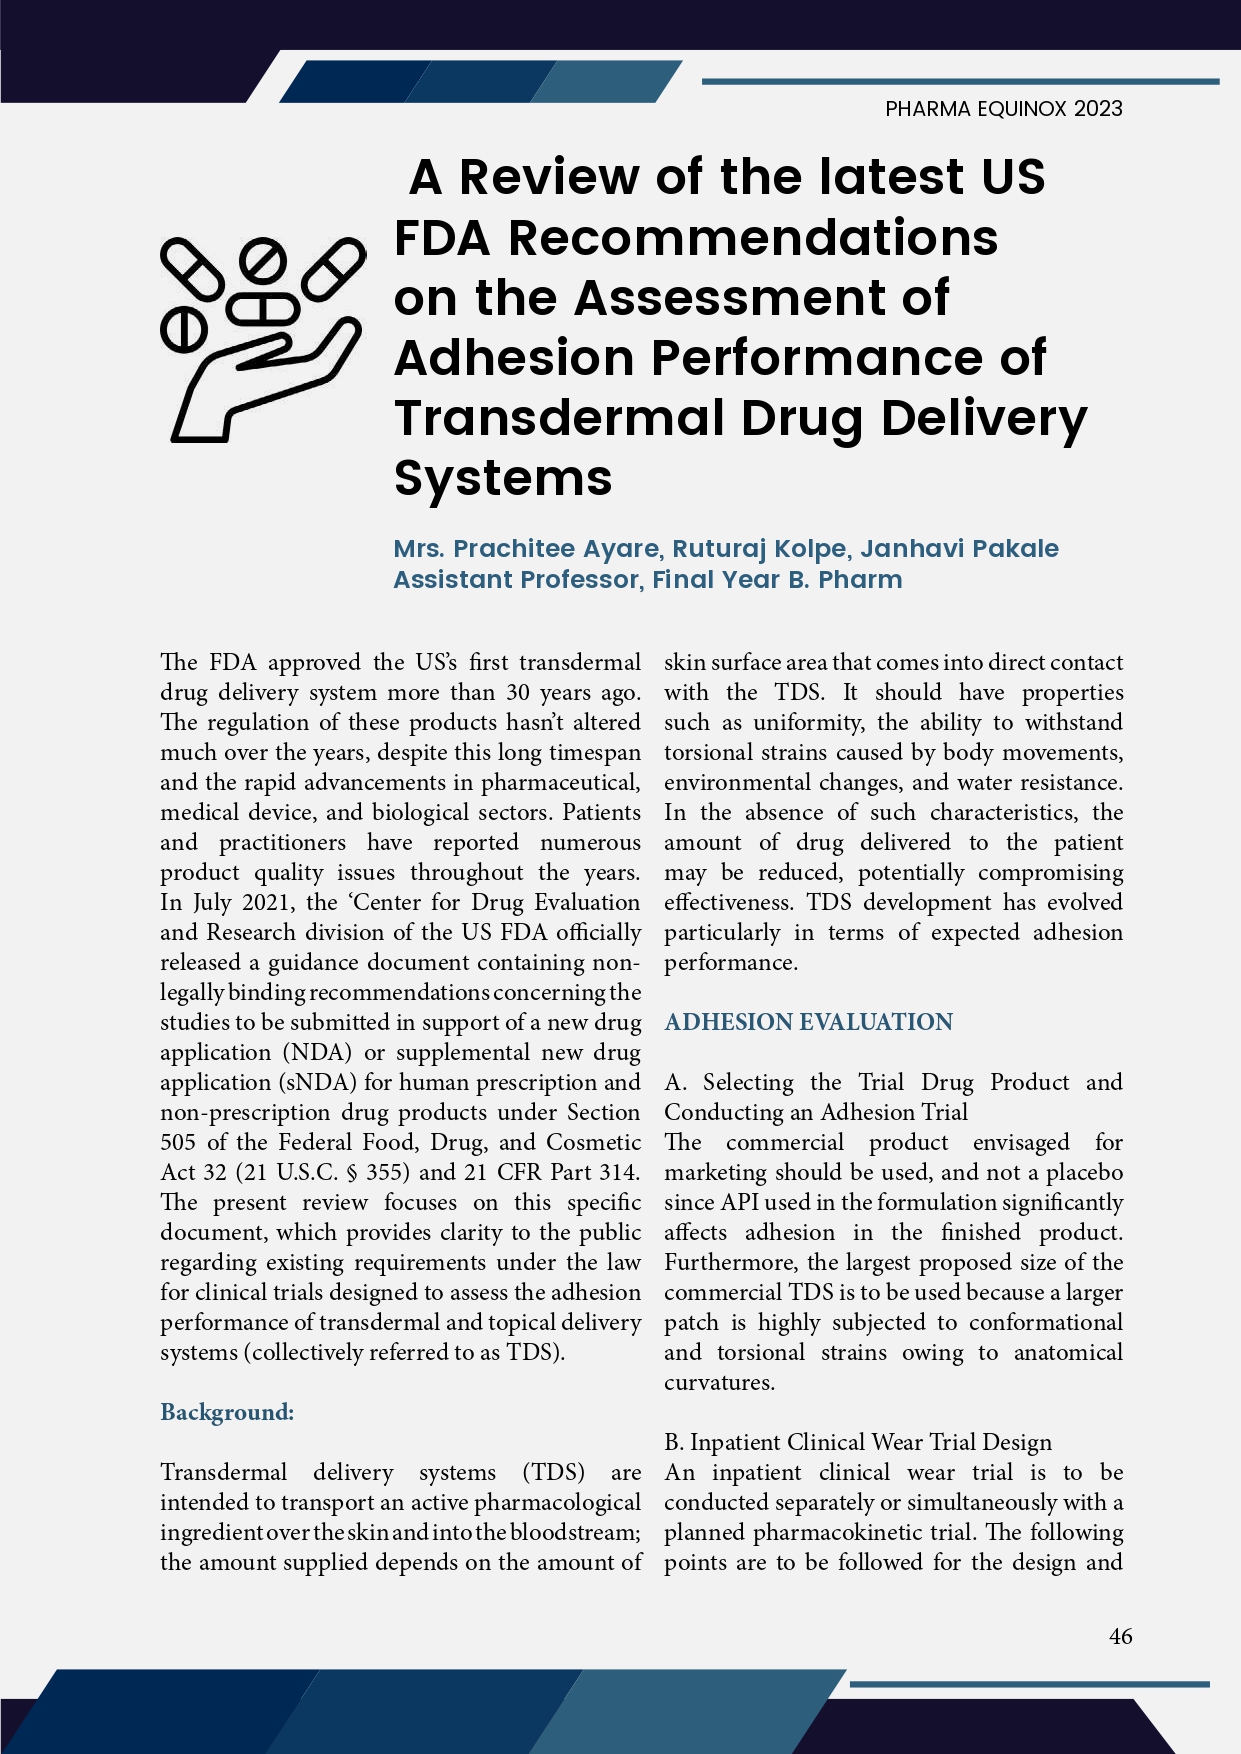 PHARMA EQUINOX 2023
A Review of the latest US
FDA Recommendations
on the Assessment of
Adhesion Performance of
Transdermal Drug Delivery
Systems
Mrs. Prachitee Ayare, Ruturaj Kolpe, Janhavi Pakale
Assistant Professor, Final Year B. Pharm
The FDA approved the US’s first transdermal
drug delivery system more than 30 years ago.
The regulation of these products hasn’t altered
much over the years, despite this long timespan
and the rapid advancements in pharmaceutical,
medical device, and biological sectors. Patients
and practitioners have reported numerous
product quality issues throughout the years.
In July 2021, the ‘Center for Drug Evaluation
and Research division of the US FDA officially
released a guidance document containing non-
legally binding recommendations concerning the
studies to be submitted in support of a new drug
application (NDA) or supplemental new drug
application (sNDA) for human prescription and
non-prescription drug products under Section
505 of the Federal Food, Drug, and Cosmetic
Act 32 (21 U.S.C. § 355) and 21 CFR Part 314.
The present review focuses on this specific
document, which provides clarity to the public
regarding existing requirements under the law
for clinical trials designed to assess the adhesion
performance of transdermal and topical delivery
systems (collectively referred to as TDS).
Background:
Transdermal delivery systems (TDS) are
intended to transport an active pharmacological
ingredient over the skin and into the bloodstream;
the amount supplied depends on the amount of
skin surface area that comes into direct contact
with the TDS. It should have properties
such as uniformity, the ability to withstand
torsional strains caused by body movements,
environmental changes, and water resistance.
In the absence of such characteristics, the
amount of drug delivered to the patient
may be reduced, potentially compromising
effectiveness. TDS development has evolved
particularly in terms of expected adhesion
performance.
ADHESION EVALUATION
A. Selecting the Trial Drug Product and
Conducting an Adhesion Trial
The commercial product envisaged for
marketing should be used, and not a placebo
since API used in the formulation significantly
affects adhesion in the finished product.
Furthermore, the largest proposed size of the
commercial TDS is to be used because a larger
patch is highly subjected to conformational
and torsional strains owing to anatomical
curvatures.
B. Inpatient Clinical Wear Trial Design
An inpatient clinical wear trial is to be
conducted separately or simultaneously with a
planned pharmacokinetic trial. The following
points are to be followed for the design and
46